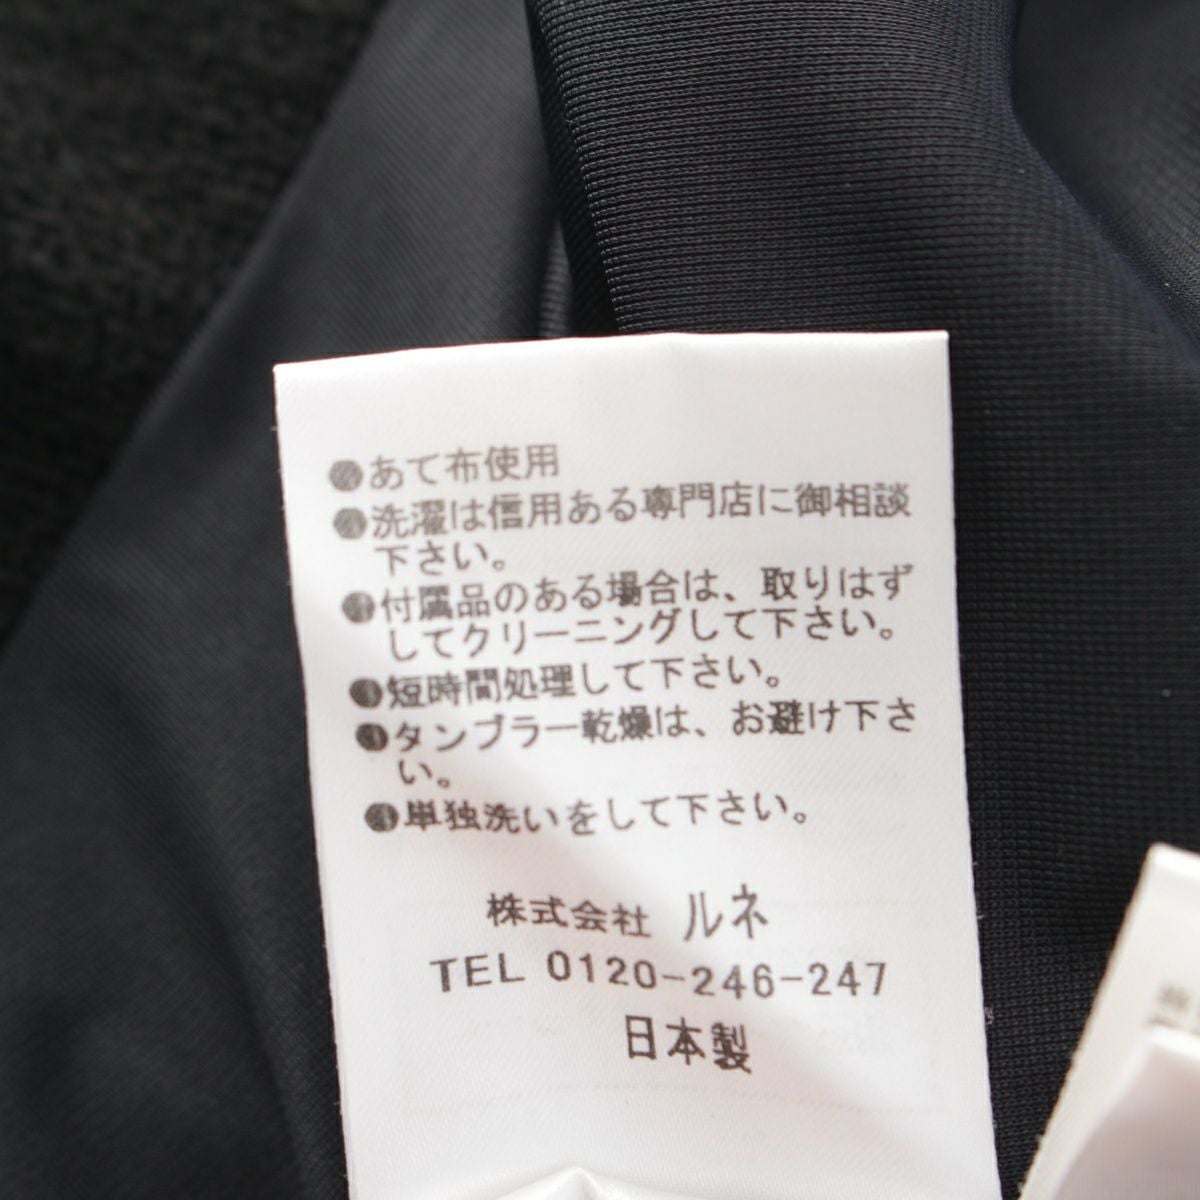 ●あて布使用
●洗濯は信用ある専門店に御相談
下さい。
●付属品のある場合は、取りはず
してクリーニングして下さい。
●短時間処理して下さい。
●タンブラー乾燥は、お避け下さ
い。
●単独洗いをして下さい。
株式会社 ルネ
TEL 0120-246-247
日本製